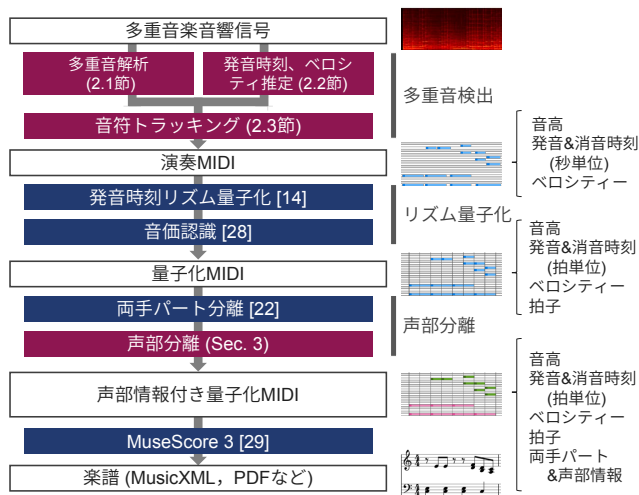 多重音楽音響信号
多重音解析
(2.1節)
発音時刻、ベロシ
ティ推定 (2.2節)
多重音検出
音符トラッキング (2.3節)
演奏MIDI
音高
発音&消音時刻
(秒単位)
ベロシティー
発音時刻リズム量子化 [14]
リズム量子化
音価認識 [28]
量子化MIDI
音高
発音&消音時刻
(拍単位)
ベロシティー
拍子
両手パート分離 [22]
声部分離
声部分離 (Sec. 3)
声部情報付き量子化MIDI
音高
発音&消音時刻
(拍単位)
ベロシティー
拍子
両手パート
&声部情報
MuseScore 3 [29]
楽譜 (MusicXML，PDFなど)